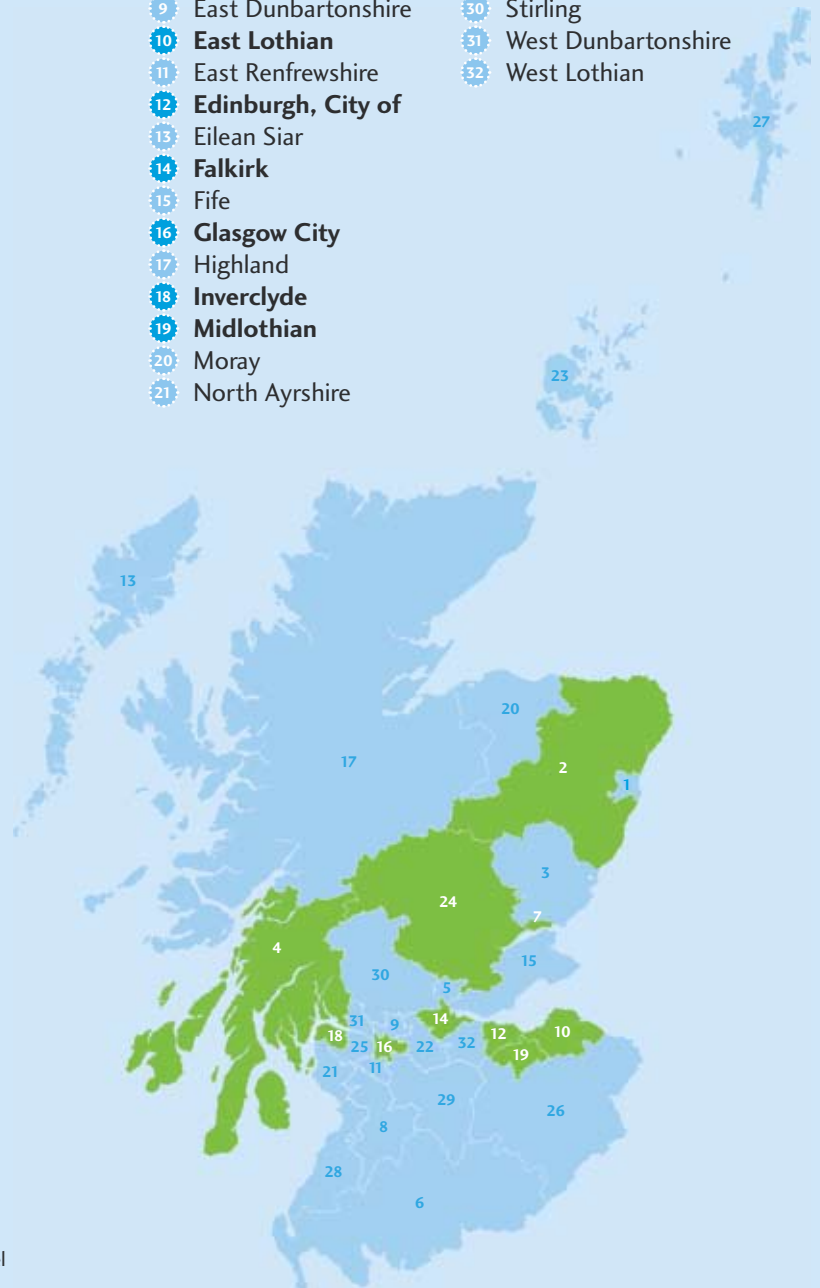 9 East Dunbartonshire
10 East Lothian
11 East Renfrewshire
12 Edinburgh, City of
13 Eilean Siar
14 Falkirk
15 Fife
16 Glasgow City
17 Highland
18 Inverclyde
19 Midlothian
20 Moray
21 North Ayrshire
30 Stirling
31 West Dunbartonshire
32 West Lothian
27
23
13
20
17
2
1
3
24
7
4
15
30
5
31
9
14
18
25
16
22
32
12
10
19
21
11
29
26
8
28
6